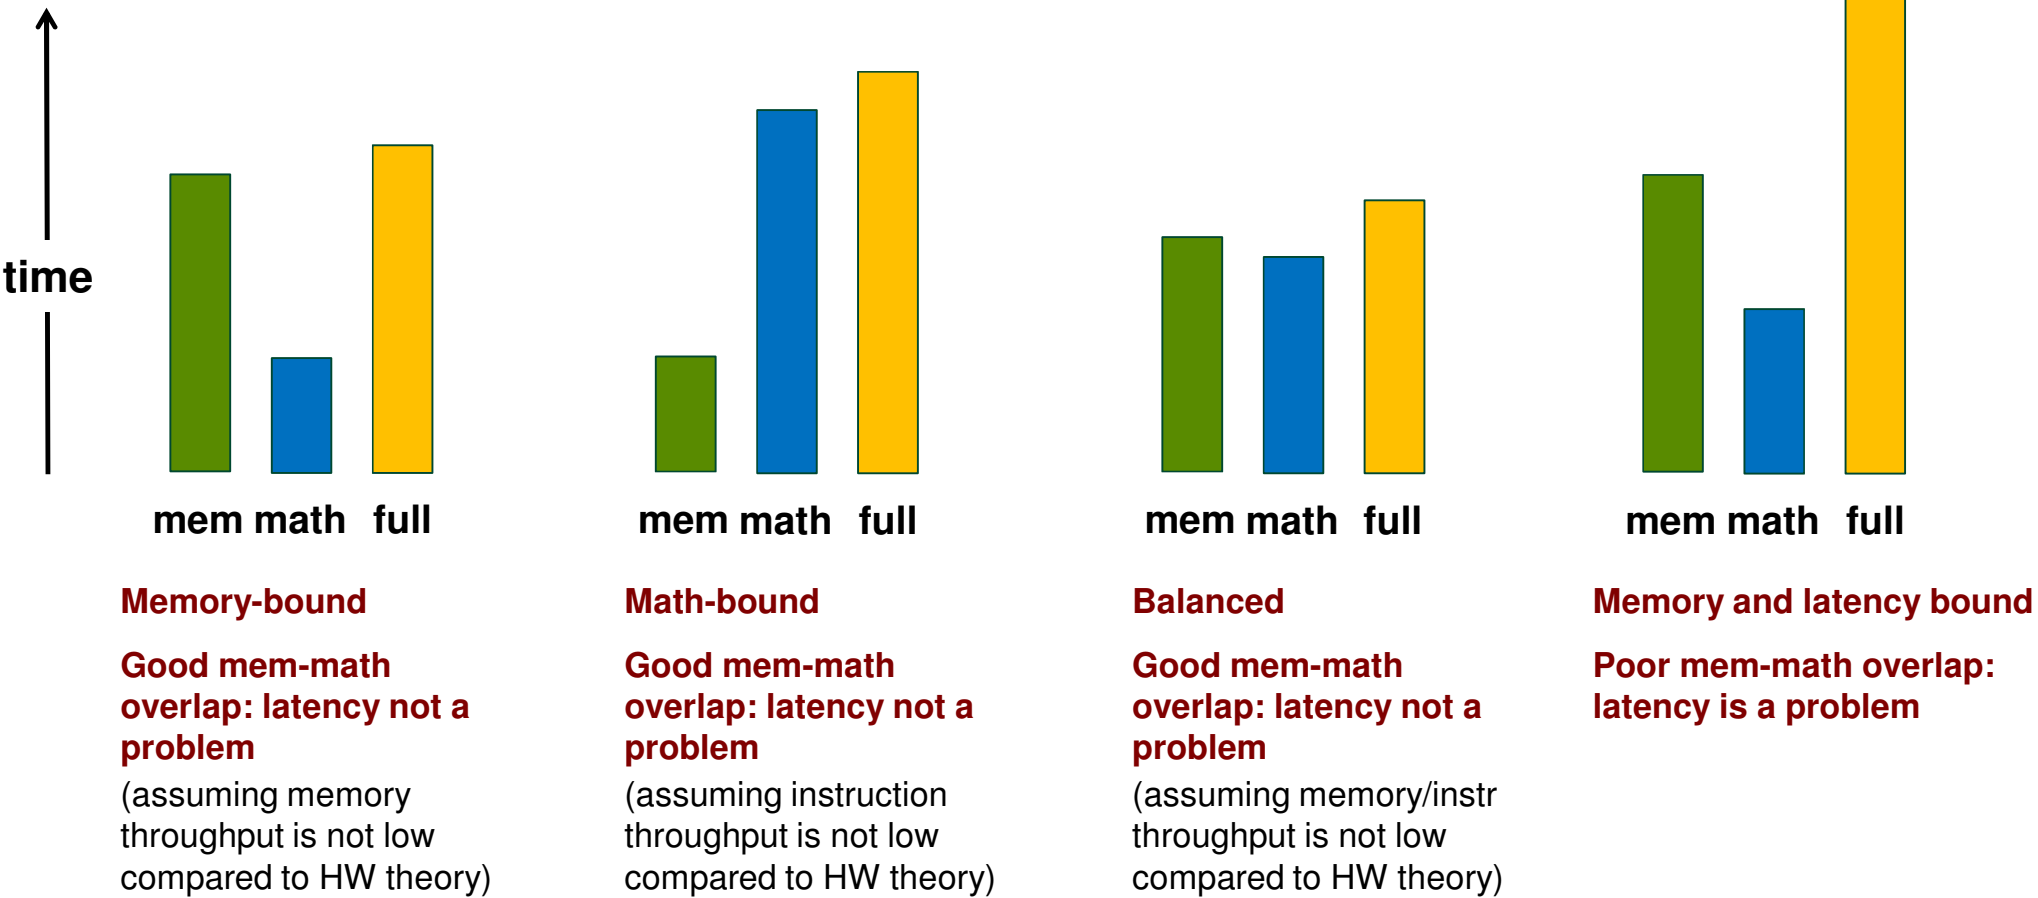 time
mem math full
mem math full
mem math full
mem math full
Memory-bound
Good mem-math
overlap: latency not a
problem
(assuming memory
throughput is not low
compared to HW theory)
Math-bound
Good mem-math
overlap: latency not a
problem
(assuming instruction
throughput is not low
compared to HW theory)
Balanced
Good mem-math
overlap: latency not a
problem
(assuming memory/instr
throughput is not low
compared to HW theory)
Memory and latency bound
Poor mem-math overlap:
latency is a problem